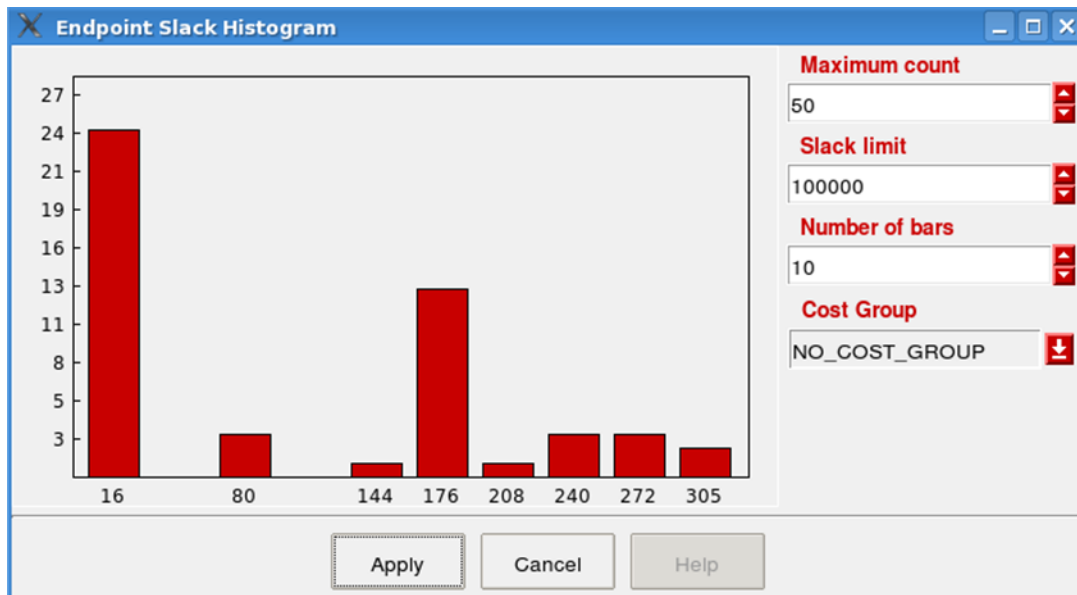 Endpoint Slack Histogram
27
24
21
19
16
13
11
8
5
3
16 80 144 176 208 240 272 305
Maximum count
50
Slack limit
100000
Number of bars
10
Cost Group
NO_COST_GROUP
Apply Cancel Help